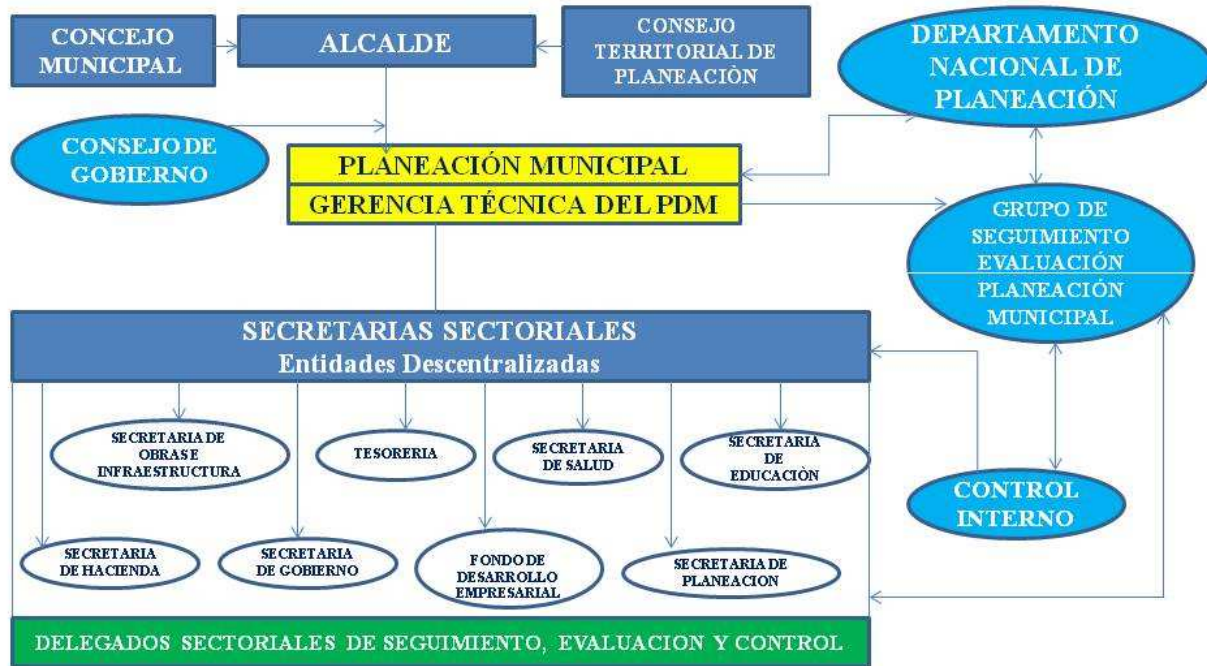 CONCEJO
MUNICIPAL
ALCALDE
CONSEJO
TERRITORIAL DE
PLANEACIÒN
DEPARTAMENTO
NACIONAL DE
PLANEACIÓN
CONSEJO DE
GOBIERNO
PLANEACIÓN MUNICIPAL
GERENCIA TÉCNICA DEL PDM
GRUPO DE
SEGUIMIENTO
EVALUACIÓN
PLANEACIÓN
MUNICIPAL
SECRETARIAS SECTORIALES
Entidades Descentralizadas
SECRETARIA DE
OBRAS E
INFRAESTRUCTURA
TESORERIA
SECRETARIA
DE SALUD
SECRETARIA
DE
EDUCACIÒN
CONTROL
INTERNO
SECRETARIA
DE HACIENDA
SECRETARIA
DE GOBIERNO
FONDO DE
DESARROLLO
EMPRESARIAL
SECRETARIA DE
PLANEACION
DELEGADOS SECTORIALES DE SEGUIMIENTO, EVALUACION Y CONTROL